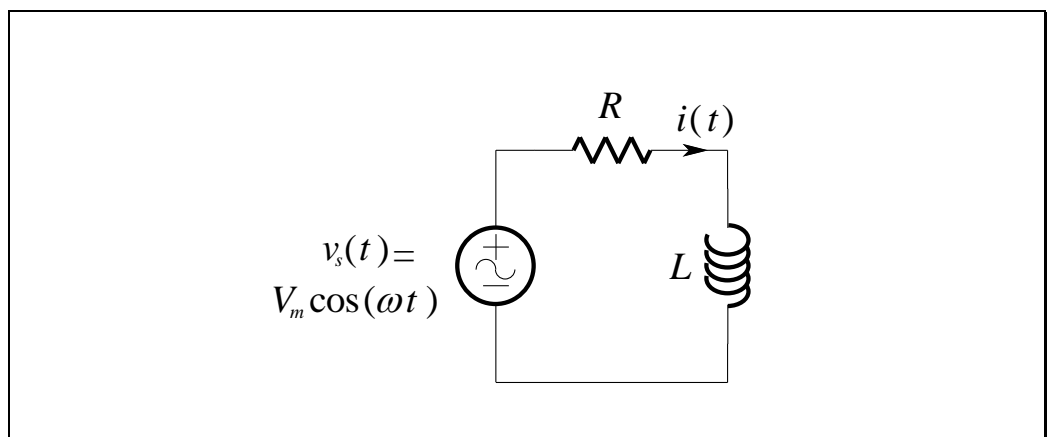 R
i(t)
v_s(t)=
V_m cos(ωt)
L